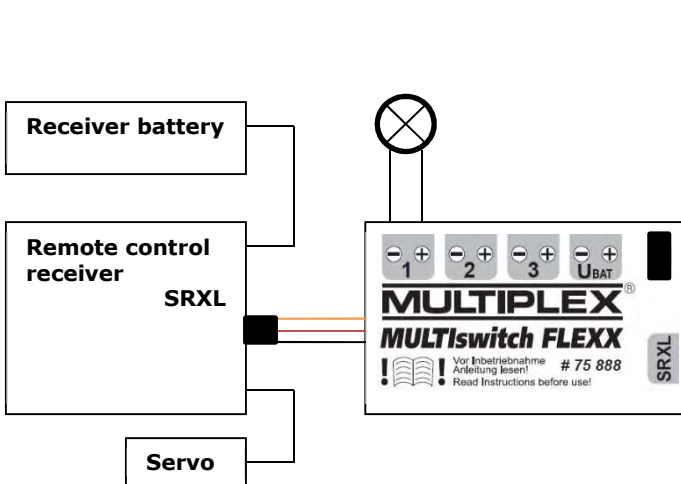 Receiver battery
Remote control
receiver
SRXL
Servo
1 2 3 UBAT
MULTIPLEX®
MULTIswitch FLEXX
Vor Inbetriebnahme
Anleitung lesen!
Read Instructions before use!
# 75 888
SRXL